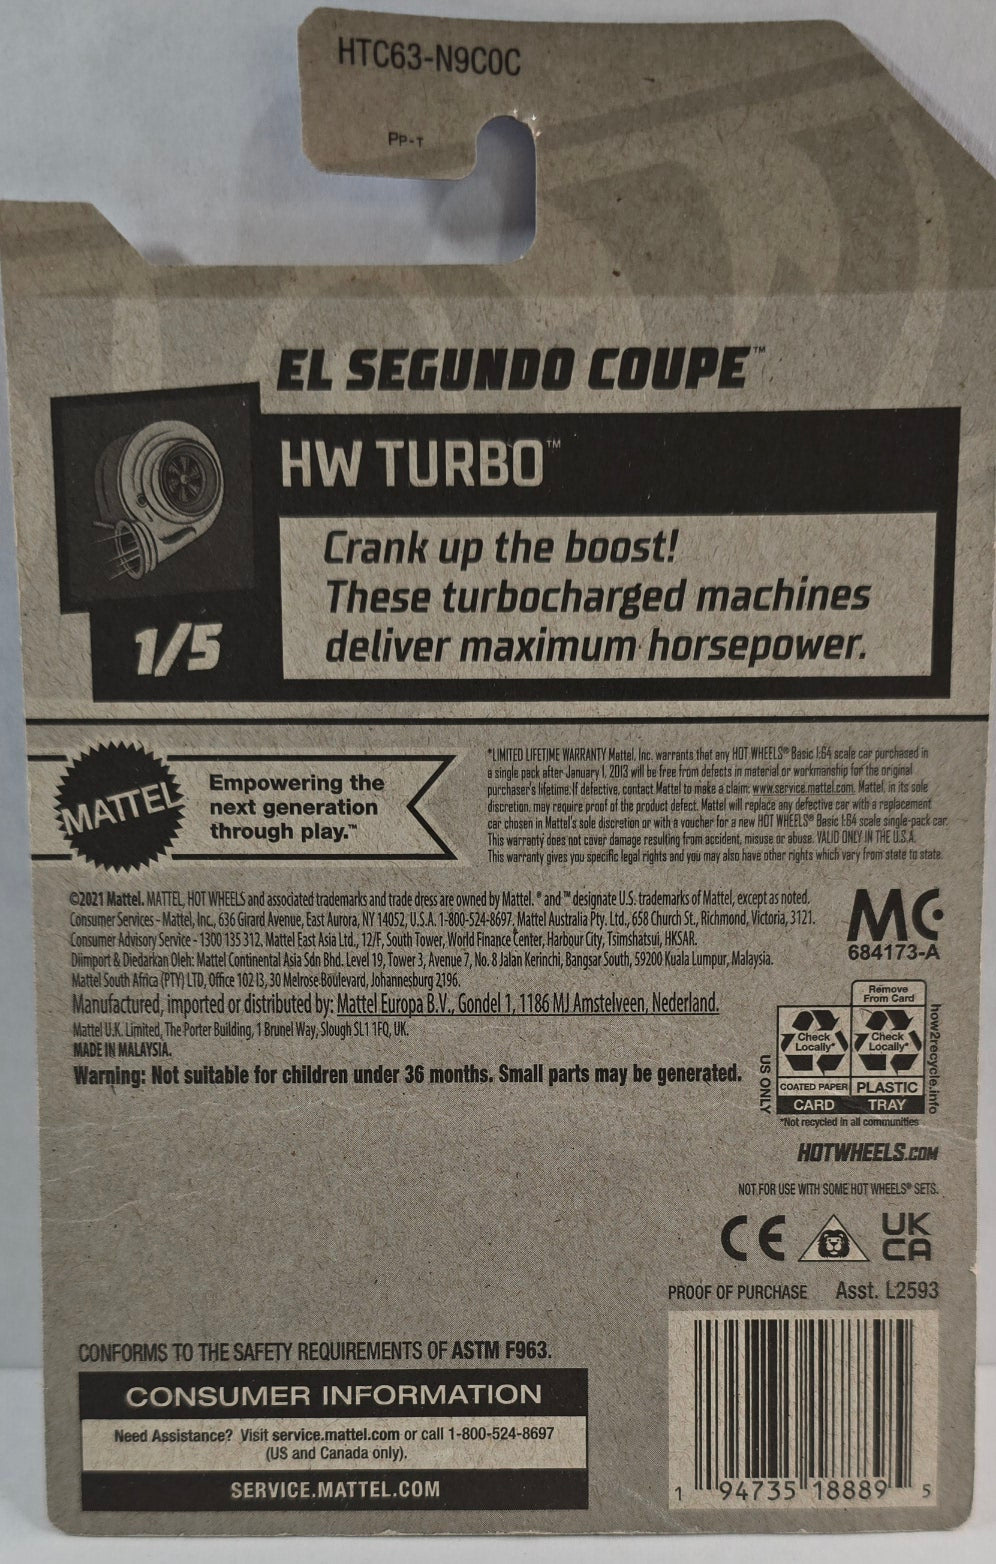 HTC63-N9C0C
PP-T
EL SEGUNDO COUPE™
HW TURBO™
Crank up the boost!
These turbocharged machines
deliver maximum horsepower.
1/5
MATTEL
Empowering the
next generation
through play.™
*LIMITED LIFETIME WARRANTY Mattel, Inc. warrants that any HOT WHEELS® Basic 1:64 scale car purchased in
a single pack after January 1, 2013 will be free from defects in material or workmanship for the original
purchaser's lifetime. If defective, contact Mattel to make a claim: www.service.mattel.com. Mattel, in its sole
discretion, may require proof of the product defect. Mattel will replace any defective car with a replacement
car chosen in Mattel's sole discretion or with a voucher for a new HOT WHEELS® Basic 1:64 scale single-pack car.
This warranty does not cover damage resulting from accident, misuse or abuse. VALID ONLY IN THE U.S.A.
This warranty gives you specific legal rights and you may also have other rights which vary from state to state.
©2021 Mattel. MATTEL, HOT WHEELS and associated trademarks and trade dress are owned by Mattel. ® and ™ designate U.S. trademarks of Mattel, except as noted.
Consumer Services - Mattel, Inc., 636 Girard Avenue, East Aurora, NY 14052, U.S.A. 1-800-524-8697. Mattel Australia Pty. Ltd., 658 Church St., Richmond, Victoria, 3121.
Consumer Advisory Service - 1300 135 312. Mattel East Asia Ltd., 12/F, South Tower, World Finance Center, Harbour City, Tsimshatsui, HKSAR.
Diimport & Diedarkan Oleh: Mattel Continental Asia Sdn Bhd. Level 19, Tower 3, Avenue 7, No. 8 Jalan Kerinchi, Bangsar South, 59200 Kuala Lumpur, Malaysia.
Mattel South Africa (PTY) LTD, Office 102 I3, 30 Melrose Boulevard, Johannesburg 2196.
Manufactured, imported or distributed by: Mattel Europa B.V., Gondel 1, 1186 MJ Amstelveen, Nederland.
Mattel U.K. Limited, The Porter Building, 1 Brunel Way, Slough SL1 1FQ, UK.
MADE IN MALAYSIA.
Warning: Not suitable for children under 36 months. Small parts may be generated.
MC
684173-A
Remove
From Card
Check
Locally*
Check
Locally*
US ONLY
how2recycle.info
COATED PAPER
PLASTIC
CARD
TRAY
*Not recycled in all communities
HOTWHEELS.COM
NOT FOR USE WITH SOME HOT WHEELS® SETS.
CE
UK
CA
PROOF OF PURCHASE Asst. L2593
CONFORMS TO THE SAFETY REQUIREMENTS OF ASTM F963.
CONSUMER INFORMATION
Need Assistance? Visit service.mattel.com or call 1-800-524-8697
(US and Canada only).
SERVICE.MATTEL.COM
1 94735 18889 5